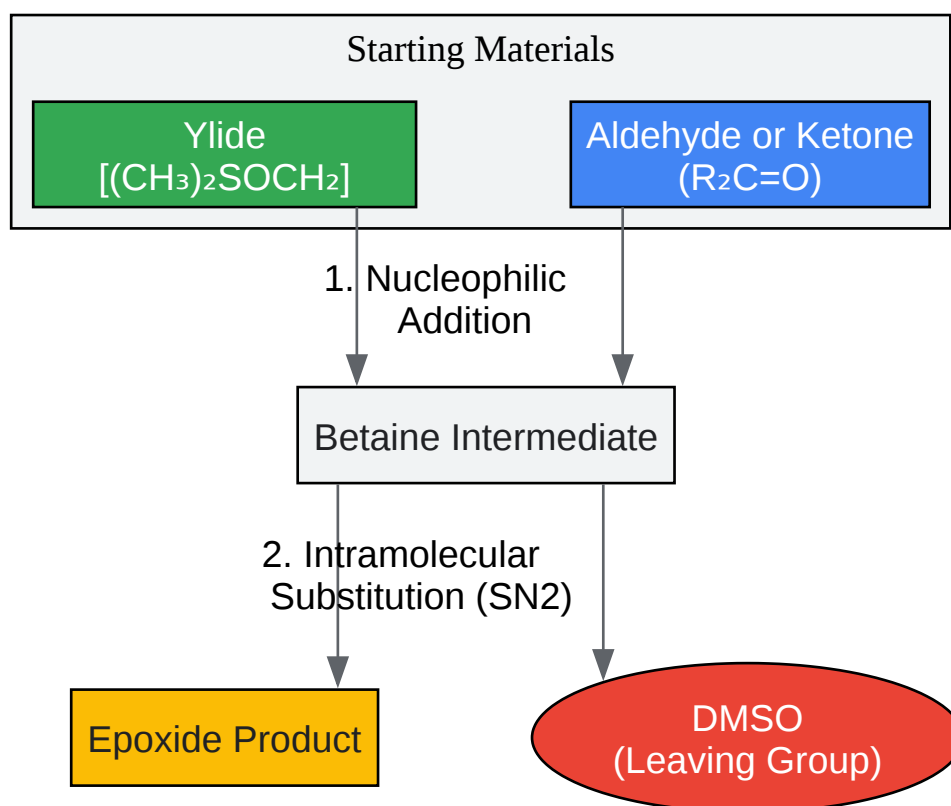 Starting Materials
Ylide
[(CH₃)₂SOCH₂]
Aldehyde or Ketone
(R₂C=O)
1. Nucleophilic
Addition
Betaine Intermediate
2. Intramolecular
Substitution (SN2)
Epoxide Product
DMSO
(Leaving Group)